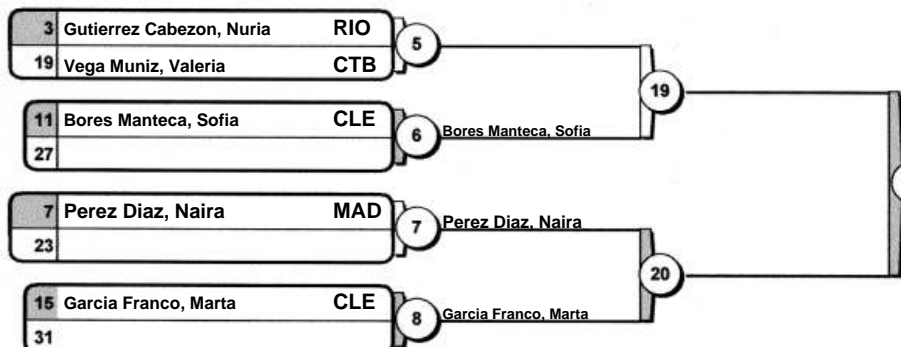 3 Gutierrez Cabezon, Nuria RIO
5
19 Vega Muniz, Valeria CTB
19
11 Bores Manteca, Sofia CLE
6 Bores Manteca, Sofia
27
7 Perez Diaz, Naira MAD
7 Perez Diaz, Naira
23
20
15 Garcia Franco, Marta CLE
8 Garcia Franco, Marta
31